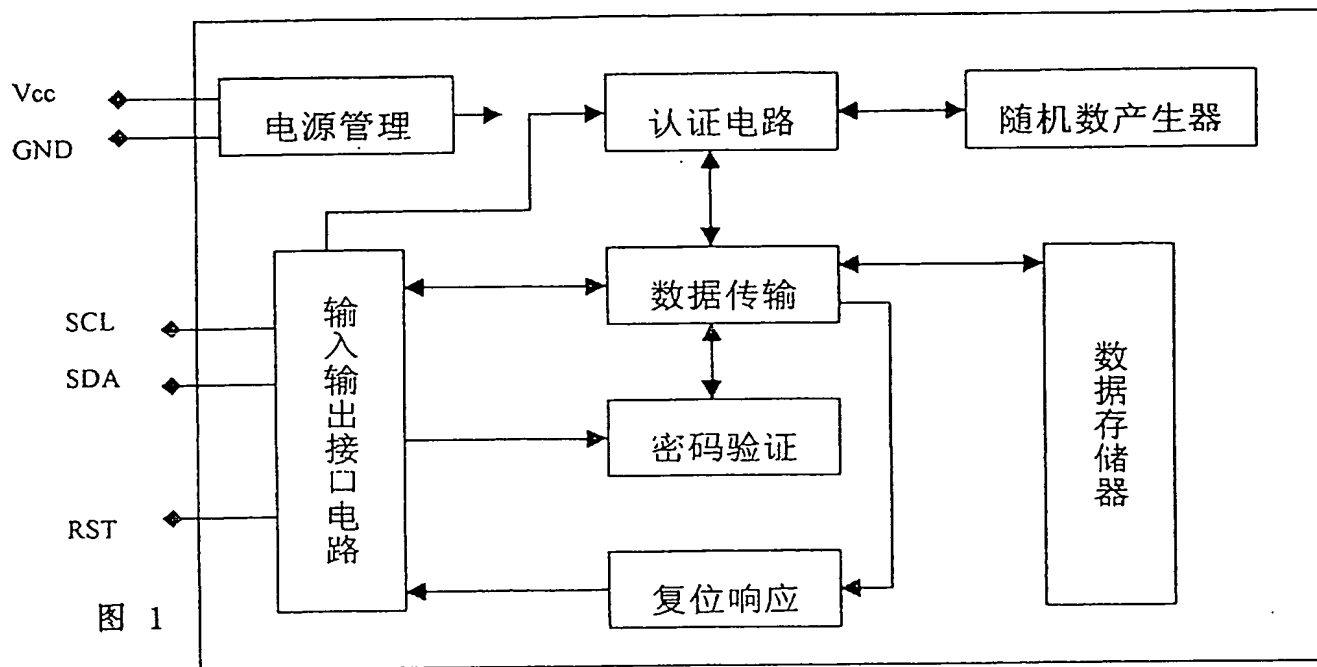 Vcc
GND
电源管理
认证电路
随机数产生器
SCL
SDA
RST
输入输出接口电路
数据传输
密码验证
复位响应
数据存储器
图 1